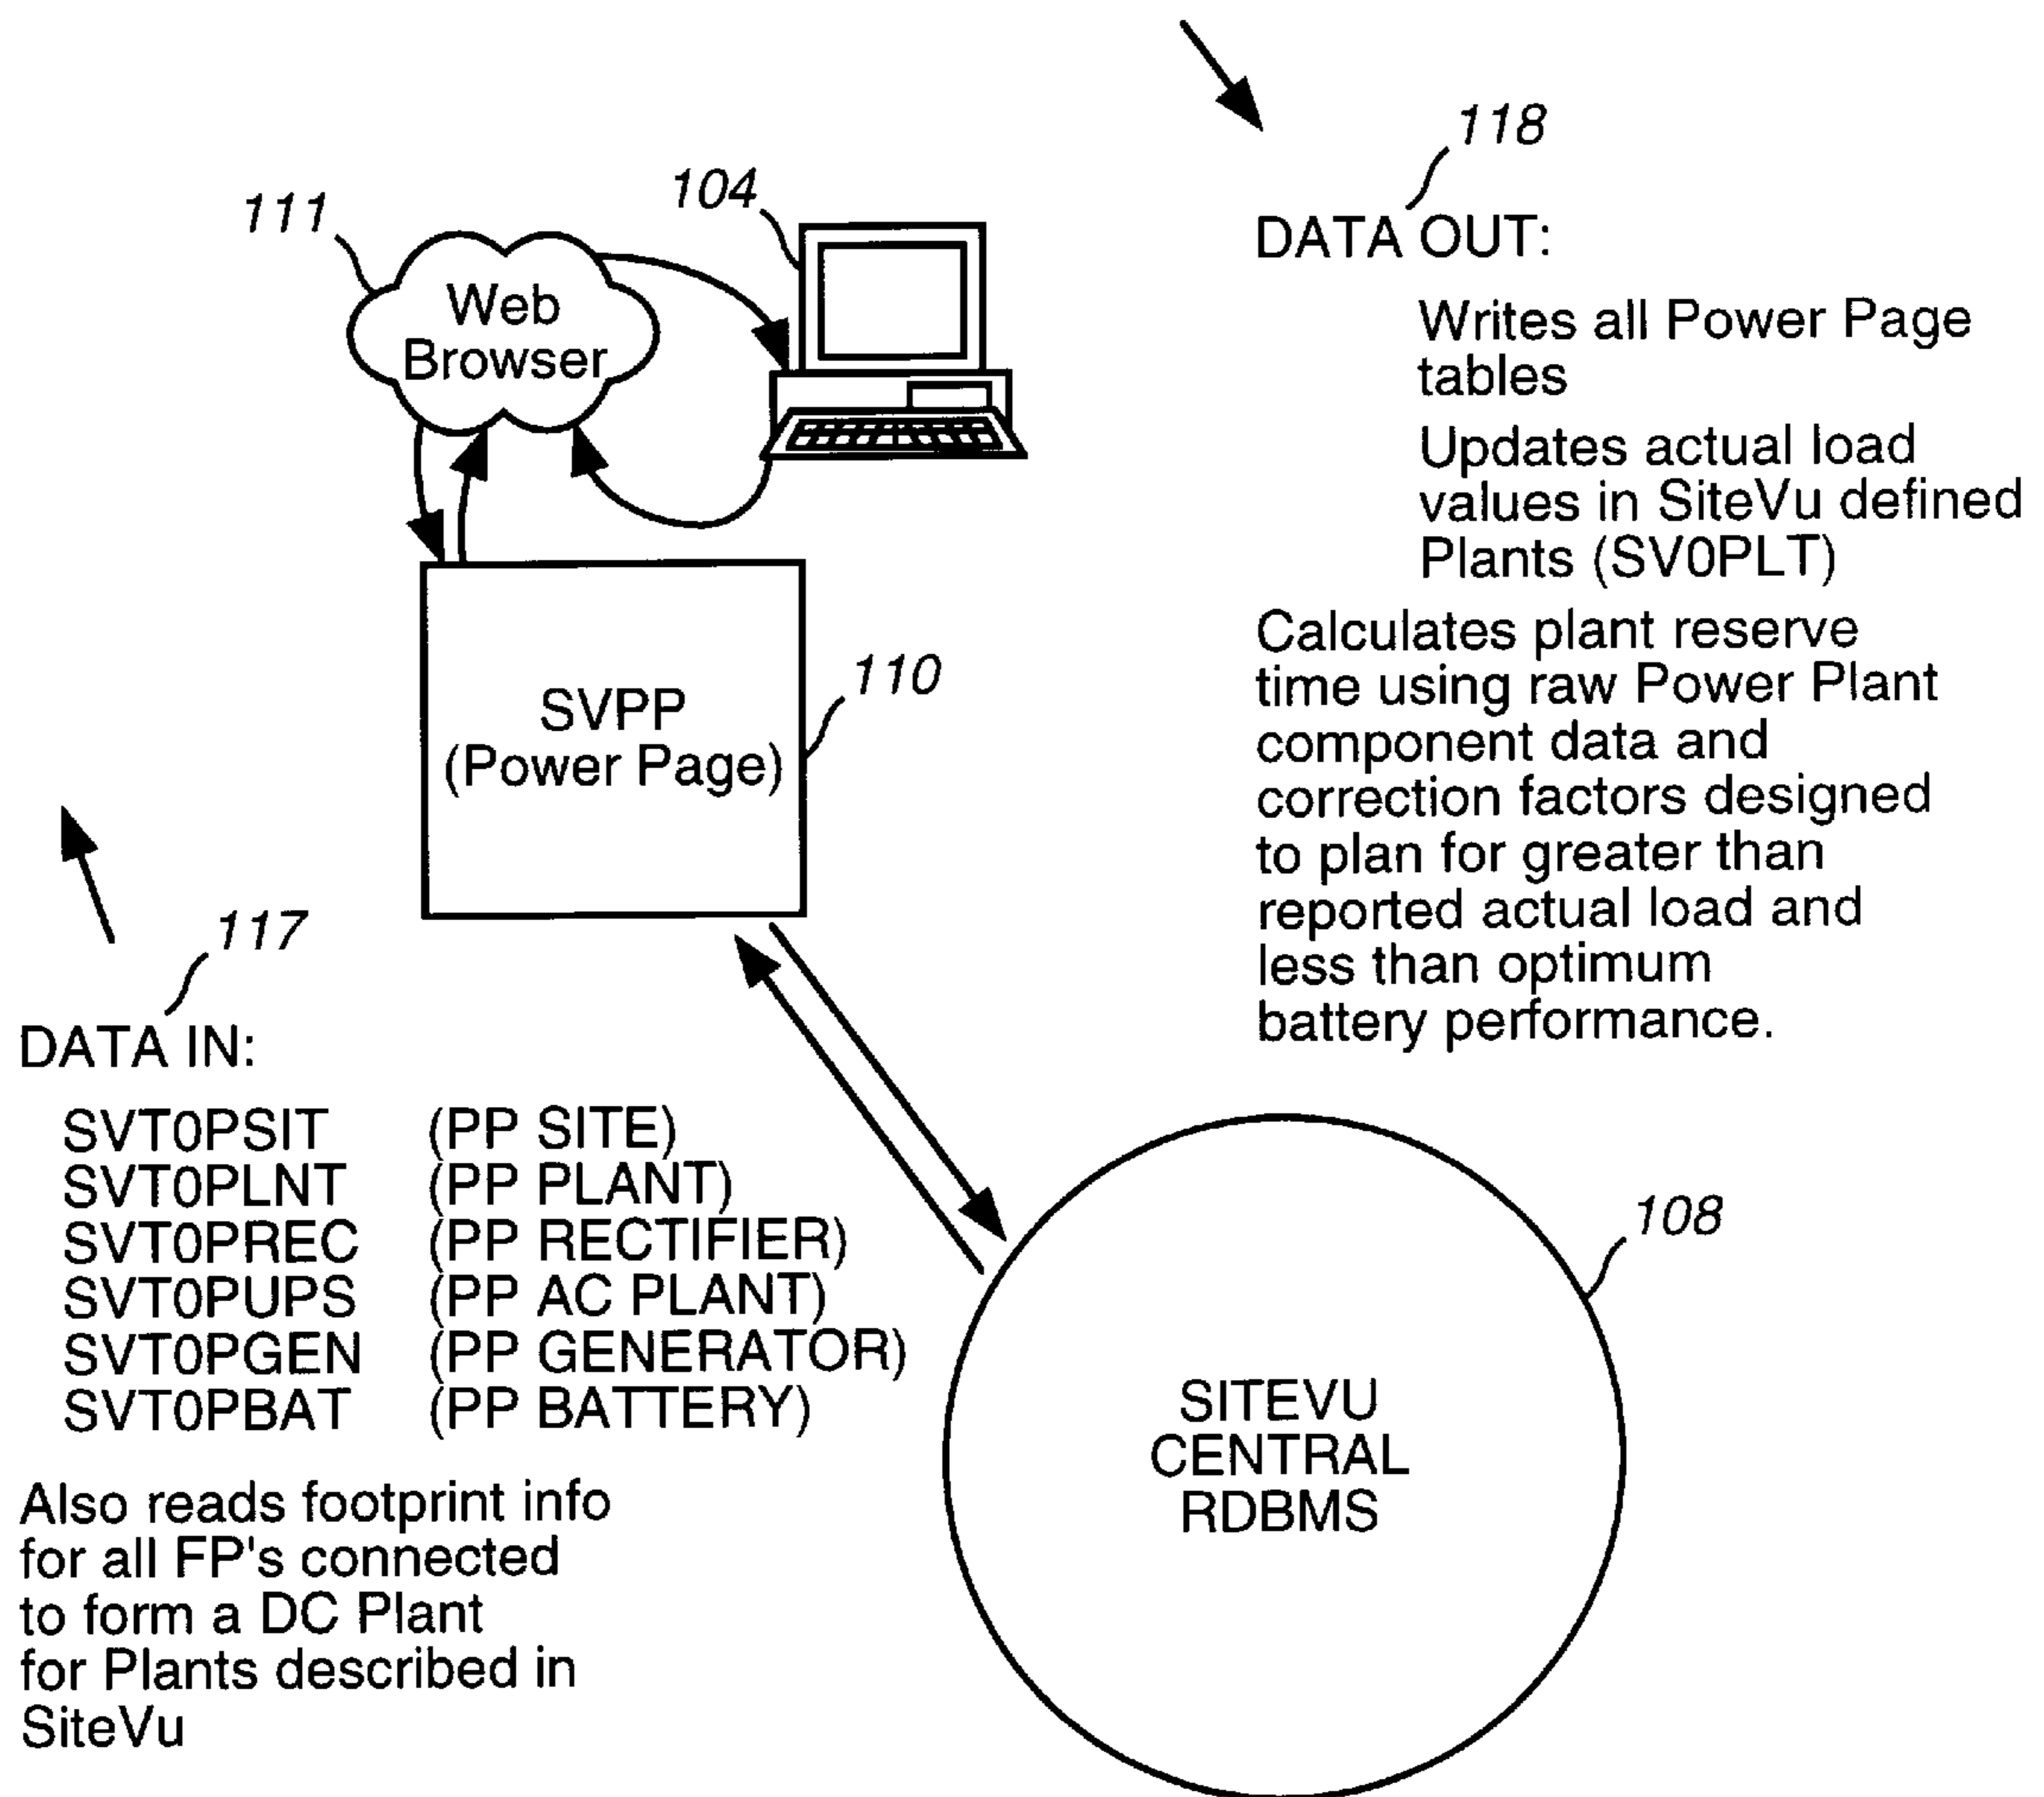 118
DATA OUT:
Writes all Power Page
tables
Updates actual load
values in SiteVu defined
Plants (SV0PLT)
Calculates plant reserve
time using raw Power Plant
component data and
correction factors designed
to plan for greater than
reported actual load and
less than optimum
battery performance.
111
104
Web
Browser
SVPP
(Power Page)
110
117
DATA IN:
SVT0PSIT (PP SITE)
SVT0PLNT (PP PLANT)
SVT0PREC (PP RECTIFIER)
SVT0PUPS (PP AC PLANT)
SVT0PGEN (PP GENERATOR)
SVT0PBAT (PP BATTERY)
Also reads footprint info
for all FP's connected
to form a DC Plant
for Plants described in
SiteVu
108
SITEVU
CENTRAL
RDBMS